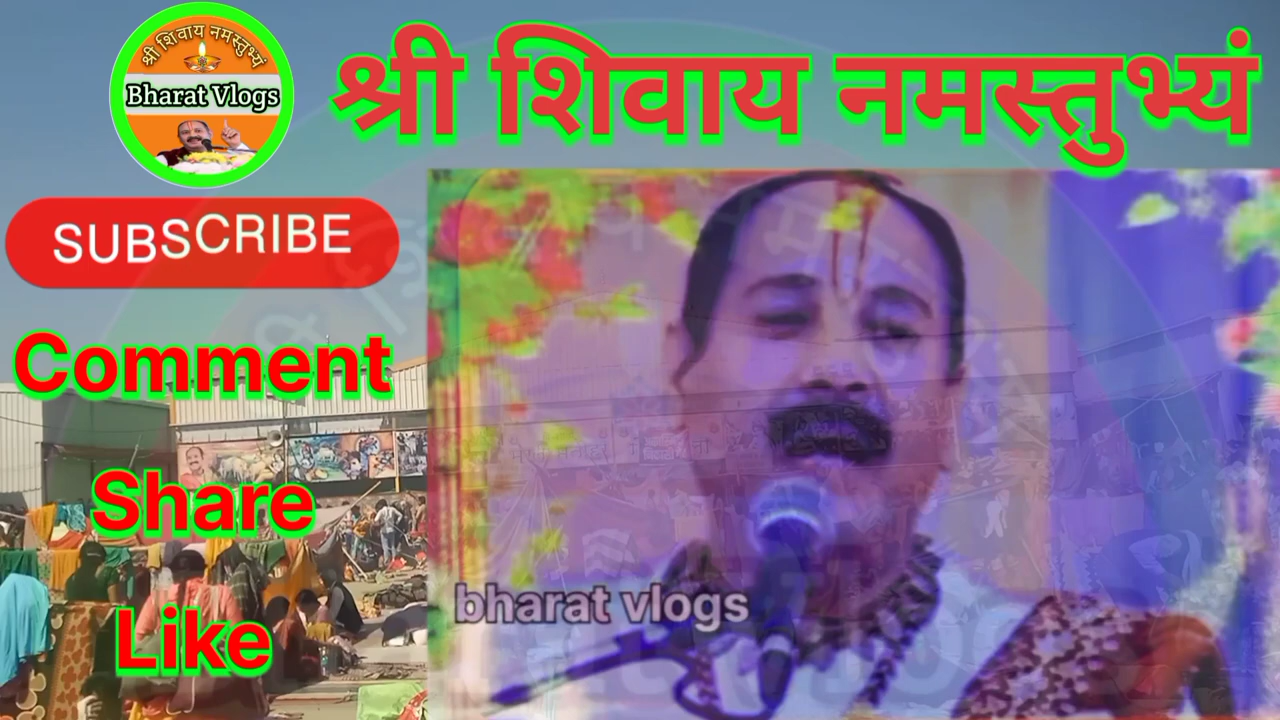 श्री शिवाय नमस्तुभ्यं
Bharat Vlogs
श्री शिवाय नमस्तुभ्यं
SUBSCRIBE
Comment
Share
Like
bharat vlogs